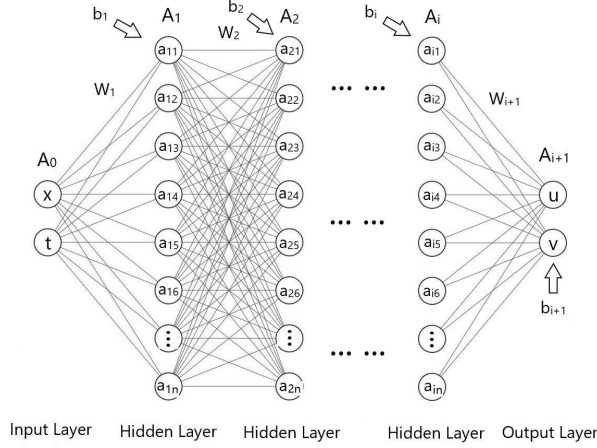 b₁ A₁ b₂ A₂ bᵢ Aᵢ
W₂
a₁₁ a₂₁ aᵢ₁
W₁ Wᵢ₊₁
a₁₂ a₂₂ ... ... aᵢ₂
a₁₃ a₂₃ aᵢ₃
A₀ Aᵢ₊₁
x a₁₄ a₂₄ aᵢ₄ u
... ...
t a₁₅ a₂₅ aᵢ₅ v
a₁₆ a₂₆ aᵢ₆
bᵢ₊₁
⋮ ⋮ ⋮
... ...
a₁ₙ a₂ₙ aᵢₙ
Input Layer Hidden Layer Hidden Layer Hidden Layer Output Layer